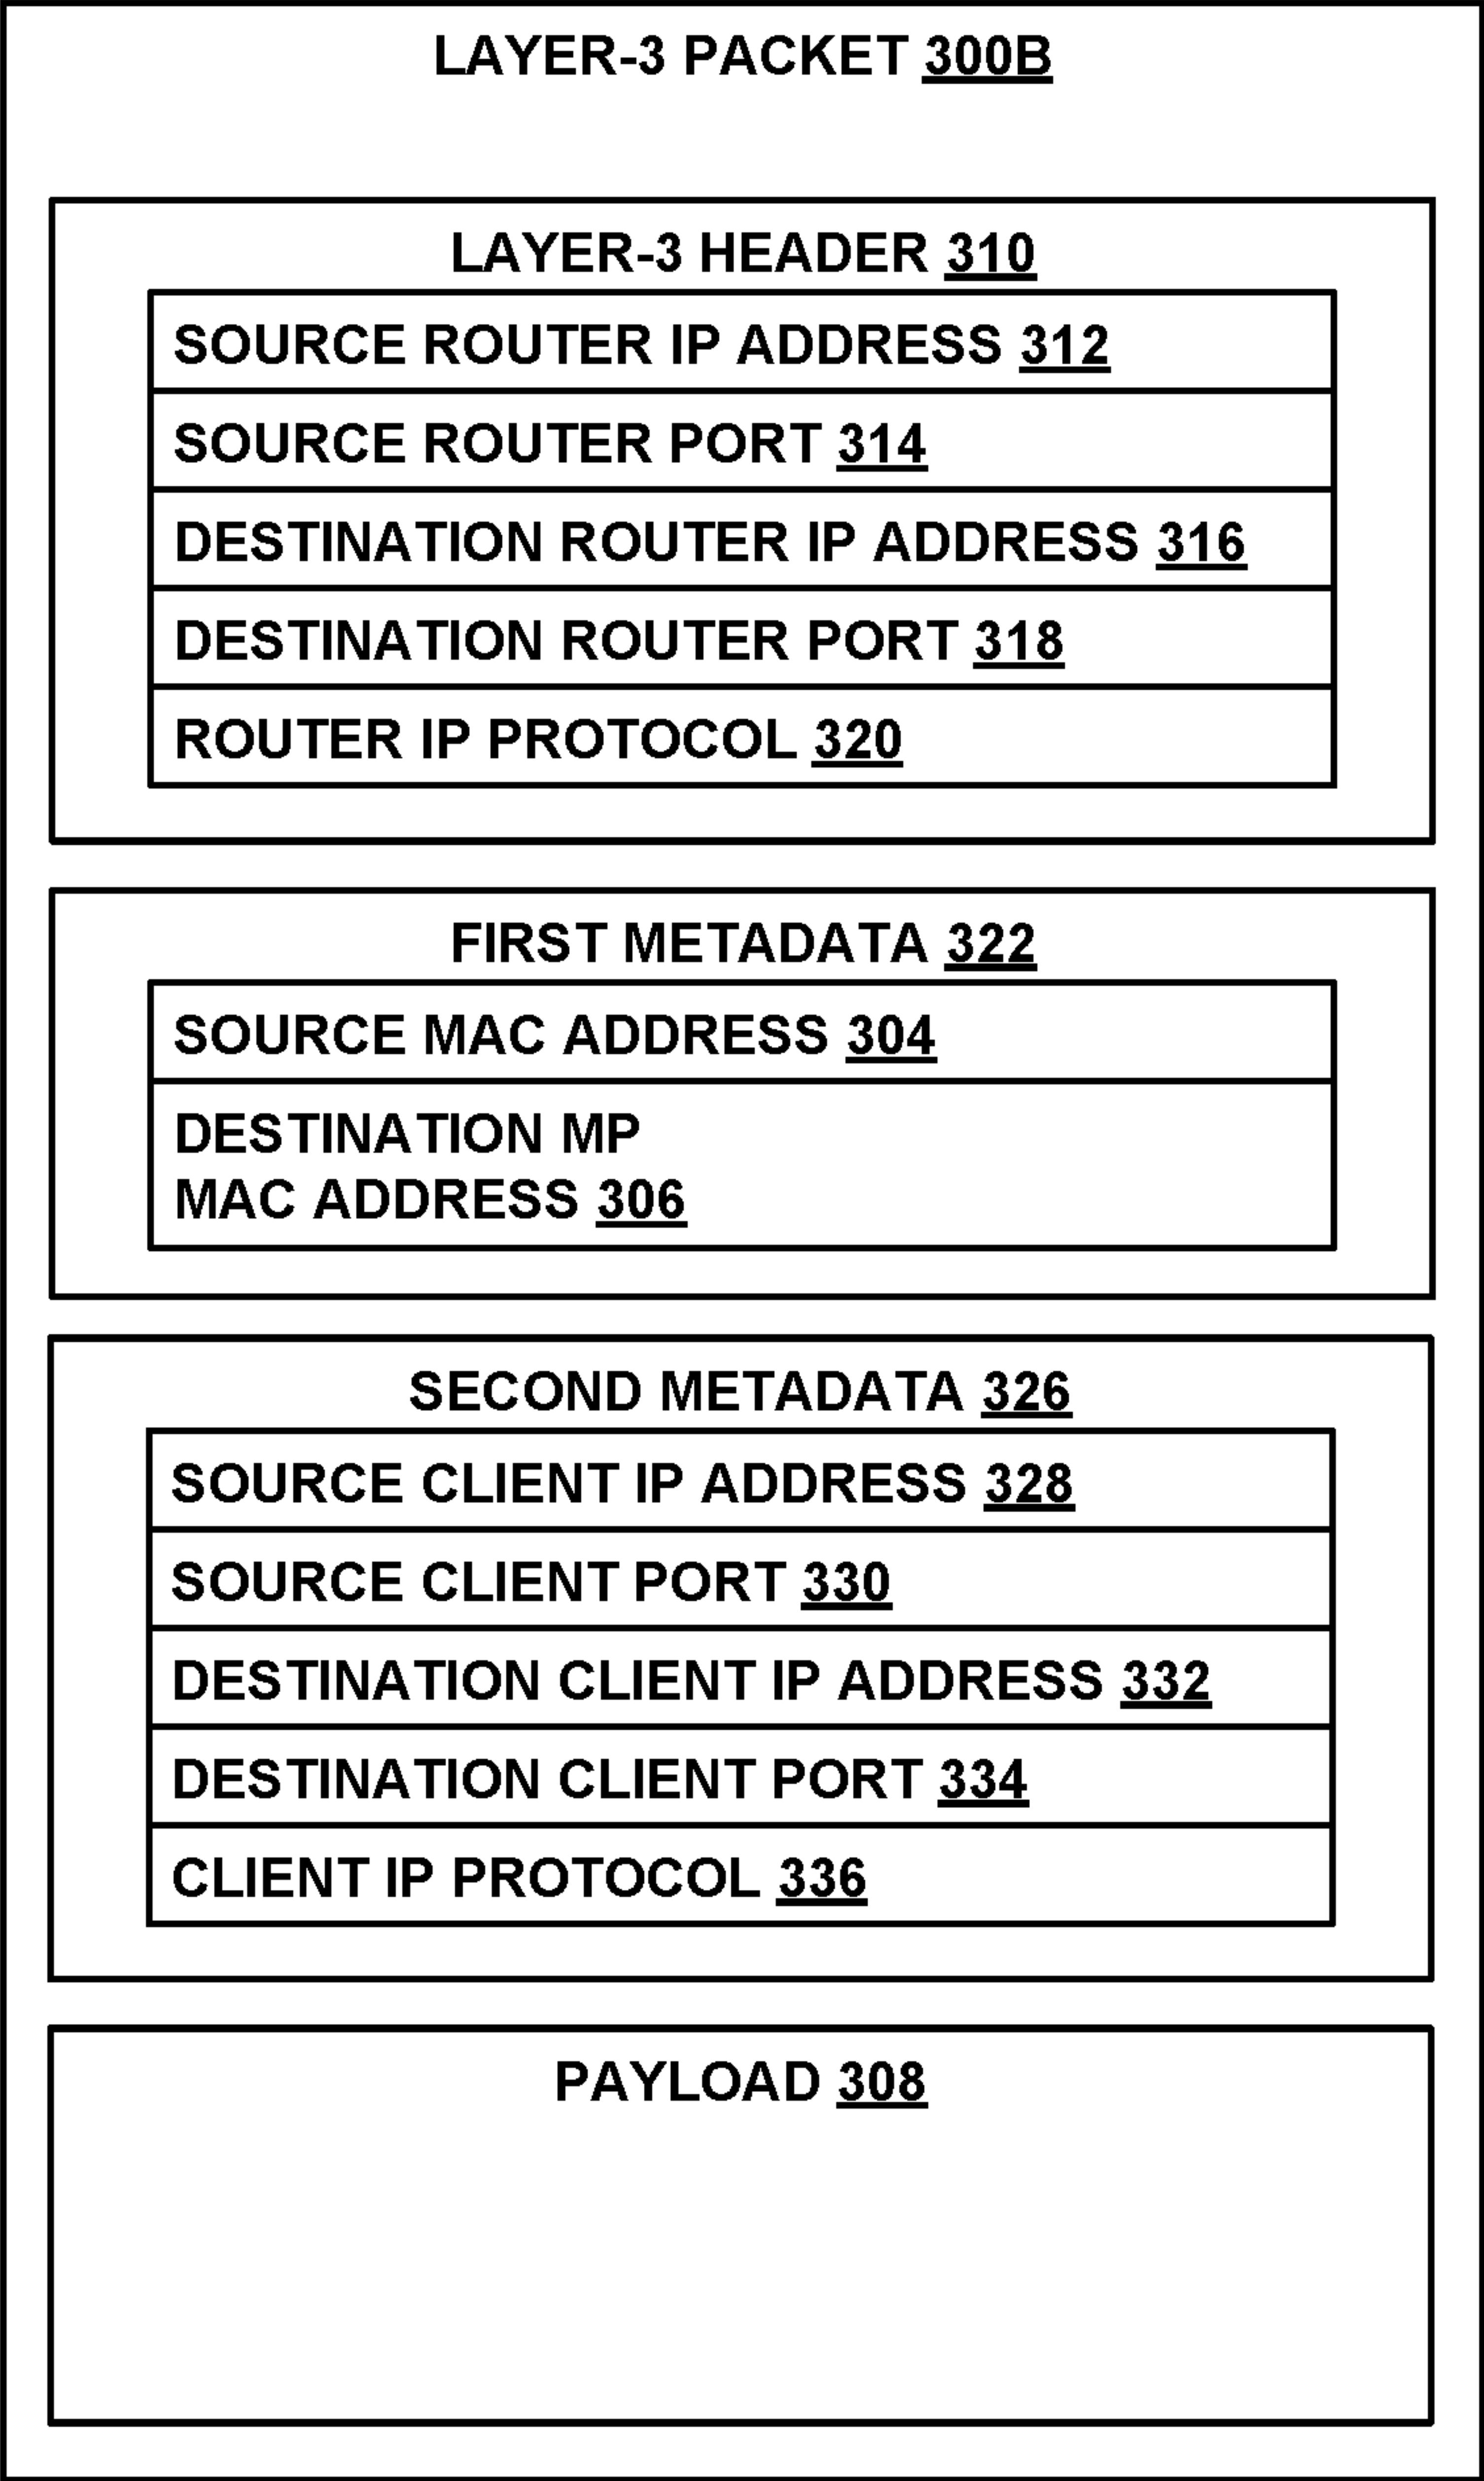 LAYER-3 PACKET 300B
LAYER-3 HEADER 310
SOURCE ROUTER IP ADDRESS 312
SOURCE ROUTER PORT 314
DESTINATION ROUTER IP ADDRESS 316
DESTINATION ROUTER PORT 318
ROUTER IP PROTOCOL 320
FIRST METADATA 322
SOURCE MAC ADDRESS 304
DESTINATION MP
MAC ADDRESS 306
SECOND METADATA 326
SOURCE CLIENT IP ADDRESS 328
SOURCE CLIENT PORT 330
DESTINATION CLIENT IP ADDRESS 332
DESTINATION CLIENT PORT 334
CLIENT IP PROTOCOL 336
PAYLOAD 308